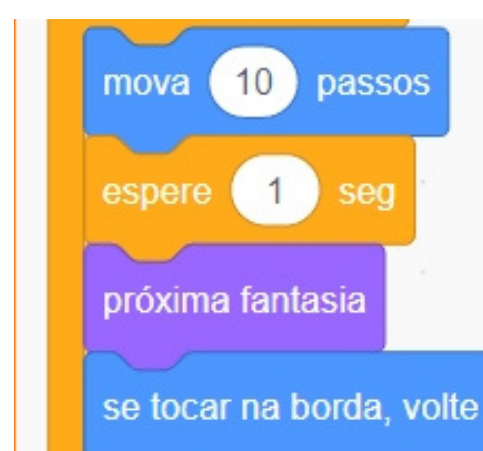 mova 10 passos
espere 1 seg
próxima fantasia
se tocar na borda, volte